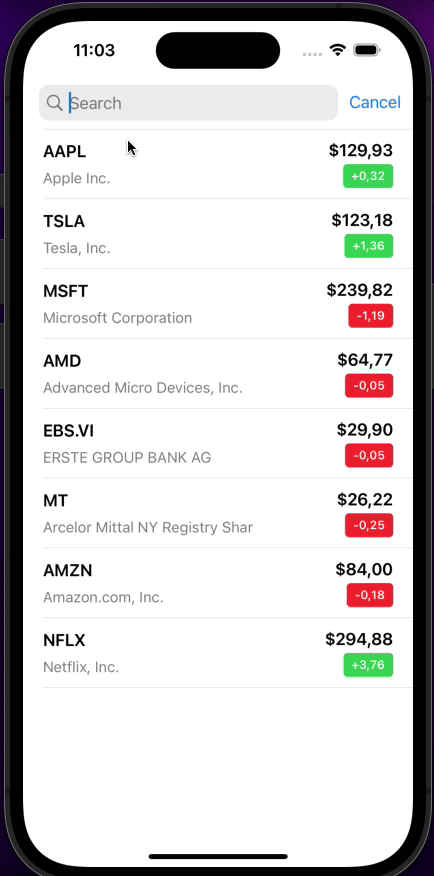 11:03
Search Cancel
AAPL $129,93
Apple Inc. +0,32
TSLA $123,18
Tesla, Inc. +1,36
MSFT $239,82
Microsoft Corporation -1,19
AMD $64,77
Advanced Micro Devices, Inc. -0,05
EBS.VI $29,90
ERSTE GROUP BANK AG -0,05
MT $26,22
Arcelor Mittal NY Registry Shar -0,25
AMZN $84,00
Amazon.com, Inc. -0,18
NFLX $294,88
Netflix, Inc. +3,76